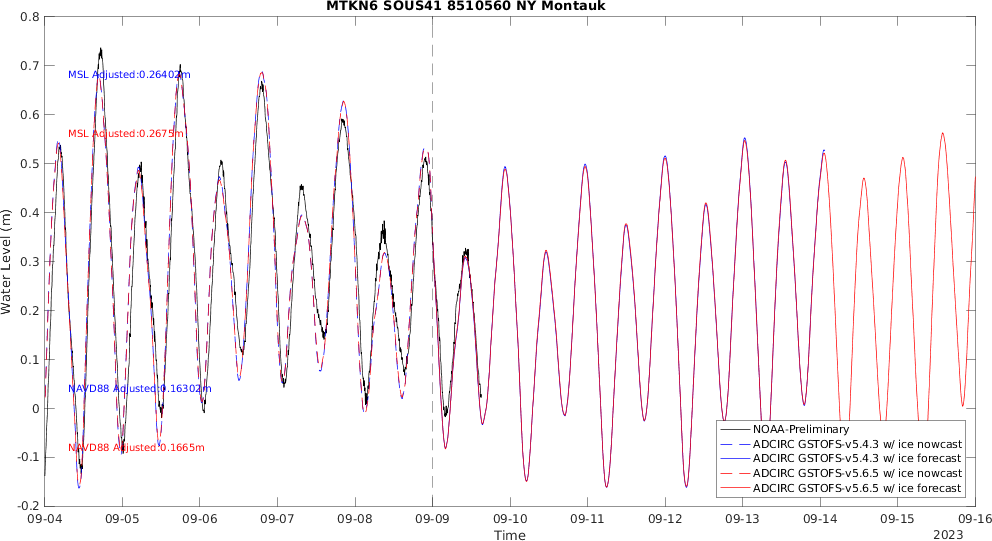 MTKN6 SOUS41 8510560 NY Montauk
0.8
0.7
0.6
0.5
0.4
0.3
0.2
0.1
0
-0.1
-0.2
Water Level (m)
MSL Adjusted:0.26402m
MSL Adjusted:0.2675m
NAVD88 Adjusted:0.16302m
NAVD88 Adjusted:0.1665m
NOAA-Preliminary
ADCIRC GSTOFS-v5.4.3 w/ ice nowcast
ADCIRC GSTOFS-v5.4.3 w/ ice forecast
ADCIRC GSTOFS-v5.6.5 w/ ice nowcast
ADCIRC GSTOFS-v5.6.5 w/ ice forecast
09-04 09-05 09-06 09-07 09-08 09-09 09-10 09-11 09-12 09-13 09-14 09-15 09-16
Time
2023